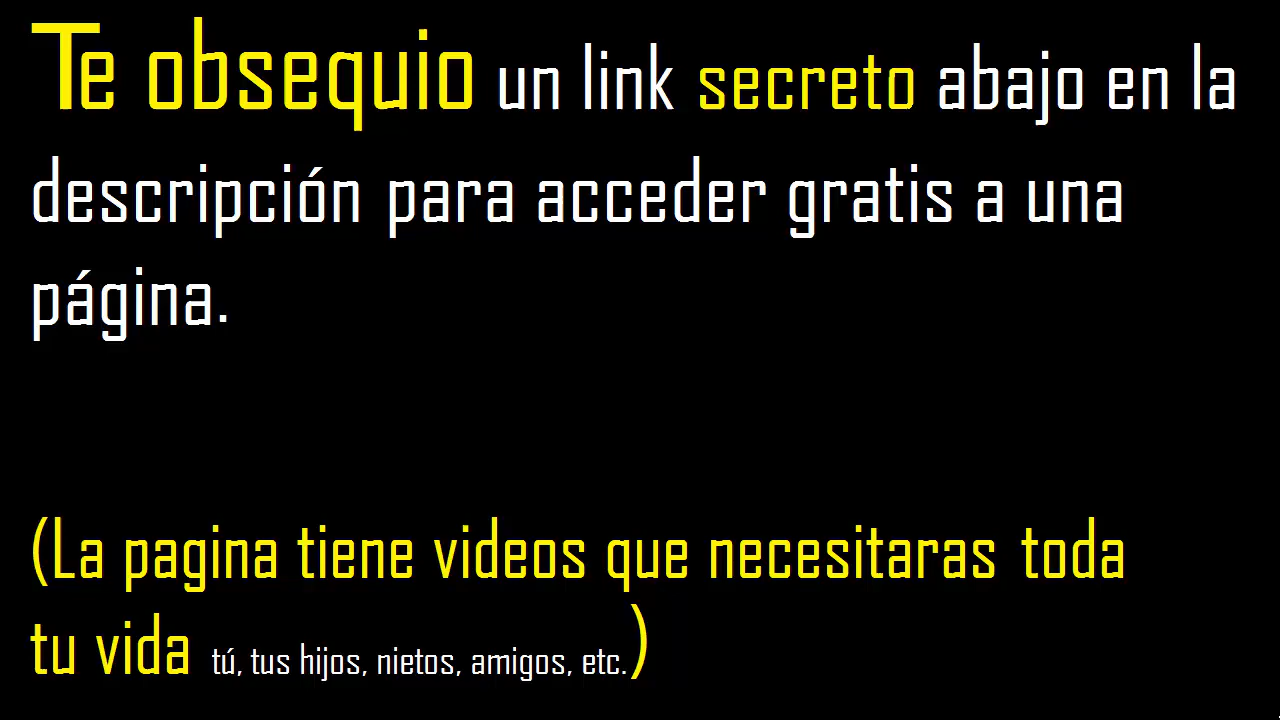 Te obsequio un link secreto abajo en la
descripción para acceder gratis a una
página.
(La pagina tiene videos que necesitaras toda
tu vida tú, tus hijos, nietos, amigos, etc.)